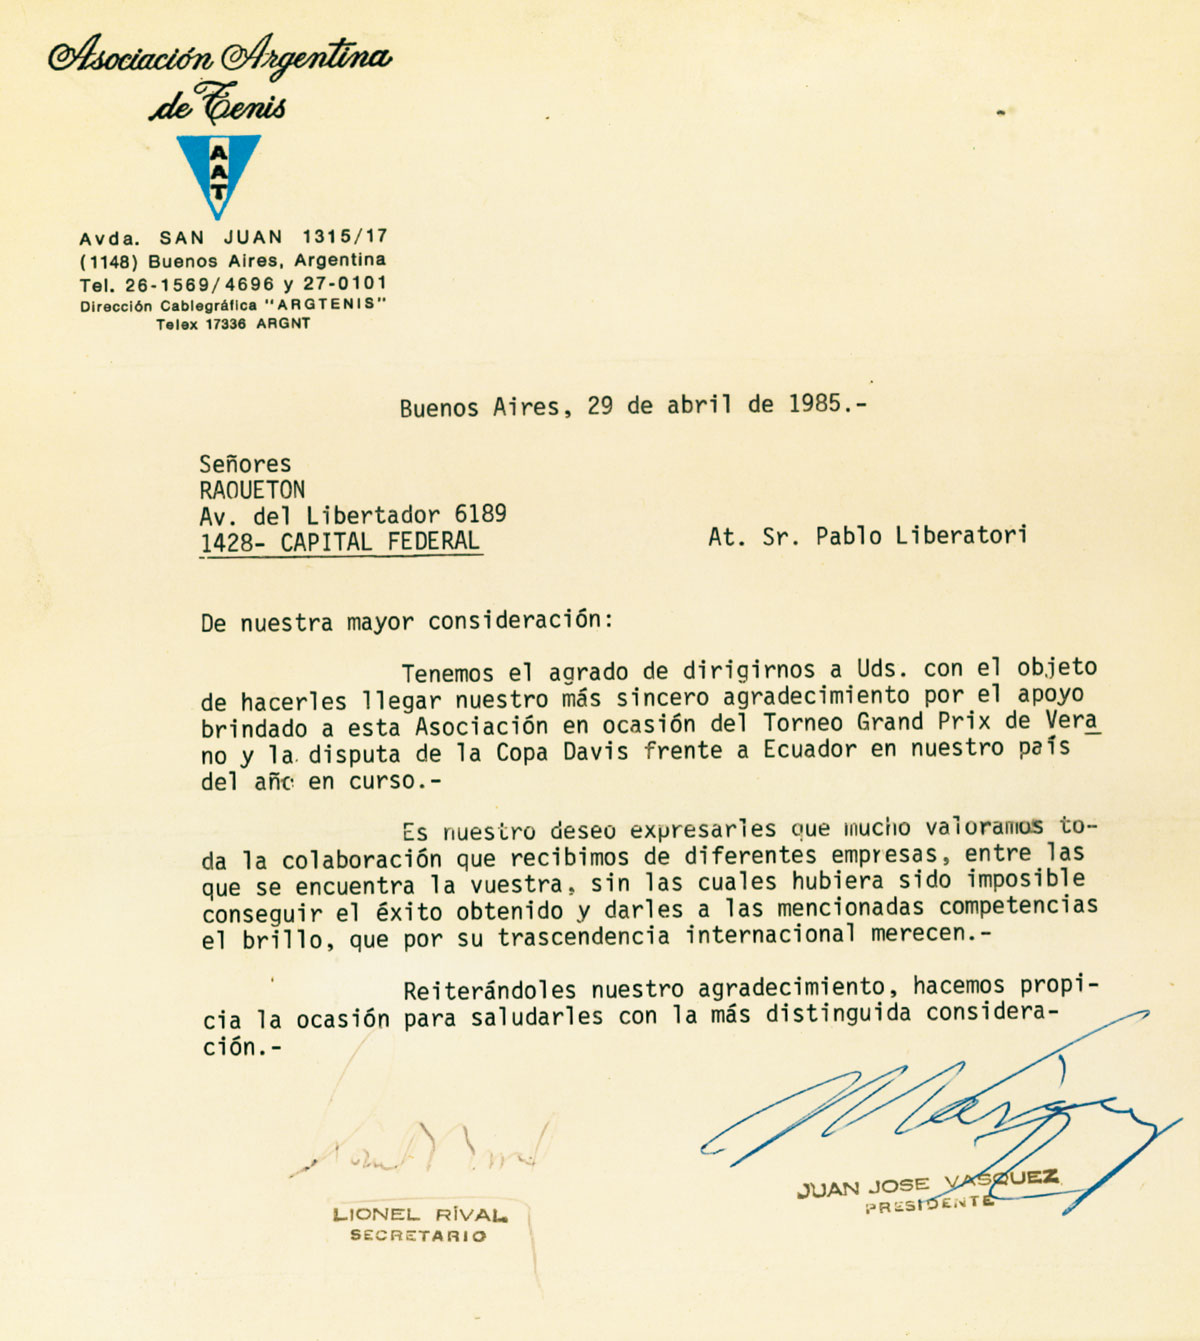 Asociación Argentina
de Tenis
AAT
Avda. SAN JUAN 1315/17
(1148) Buenos Aires, Argentina
Tel. 26-1569/4696 y 27-0101
Dirección Cablegráfica "ARGTENIS"
Telex 17336 ARGNT
Buenos Aires, 29 de abril de 1985.-
Señores
RAQUETON
Av. del Libertador 6189
1428- CAPITAL FEDERAL
At. Sr. Pablo Liberatori
De nuestra mayor consideración:
Tenemos el agrado de dirigirnos a Uds. con el objeto
de hacerles llegar nuestro más sincero agradecimiento por el apoyo
brindado a esta Asociación en ocasión del Torneo Grand Prix de Vera
no y la disputa de la Copa Davis frente a Ecuador en nuestro país
del año en curso.-
Es nuestro deseo expresarles que mucho valoramos to-
da la colaboración que recibimos de diferentes empresas, entre las
que se encuentra la vuestra, sin las cuales hubiera sido imposible
conseguir el éxito obtenido y darles a las mencionadas competencias
el brillo, que por su trascendencia internacional merecen.-
Reiterándoles nuestro agradecimiento, hacemos propi-
cia la ocasión para saludarles con la más distinguida considera-
ción.-
LIONEL RIVAL
SECRETARIO
JUAN JOSE VASQUEZ
PRESIDENTE